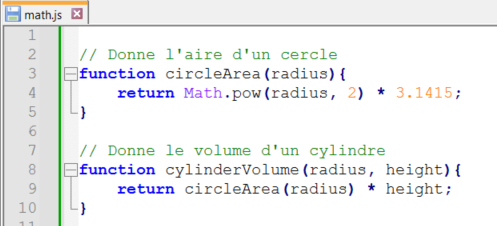 math.js
1
2 // Donne l'aire d'un cercle
3 function circleArea(radius){
4 return Math.pow(radius, 2) * 3.1415;
5 }
6
7 // Donne le volume d'un cylindre
8 function cylinderVolume(radius, height){
9 return circleArea(radius) * height;
10 }
11